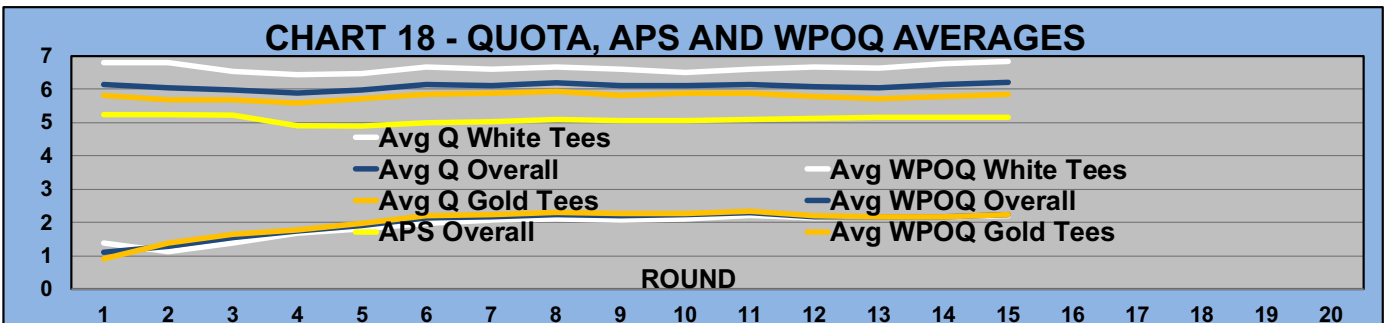 CHART 18 - QUOTA, APS AND WPOQ AVERAGES
7
6
5
4
3
2
1
0
Avg Q White Tees
Avg Q Overall
Avg WPOQ White Tees
Avg Q Gold Tees
Avg WPOQ Overall
APS Overall
Avg WPOQ Gold Tees
ROUND
1 2 3 4 5 6 7 8 9 10 11 12 13 14 15 16 17 18 19 20